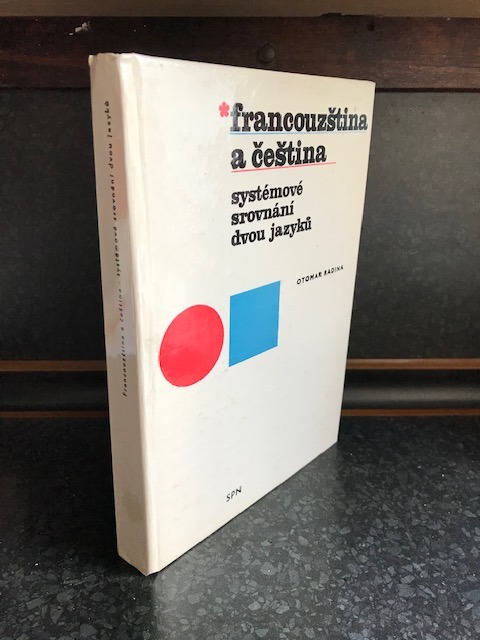 *francouzština
a čeština
systémové
srovnání
dvou jazyků
OTOMAR RADINA
SPN
francouzština a čeština - systémové srovnání dvou jazyků